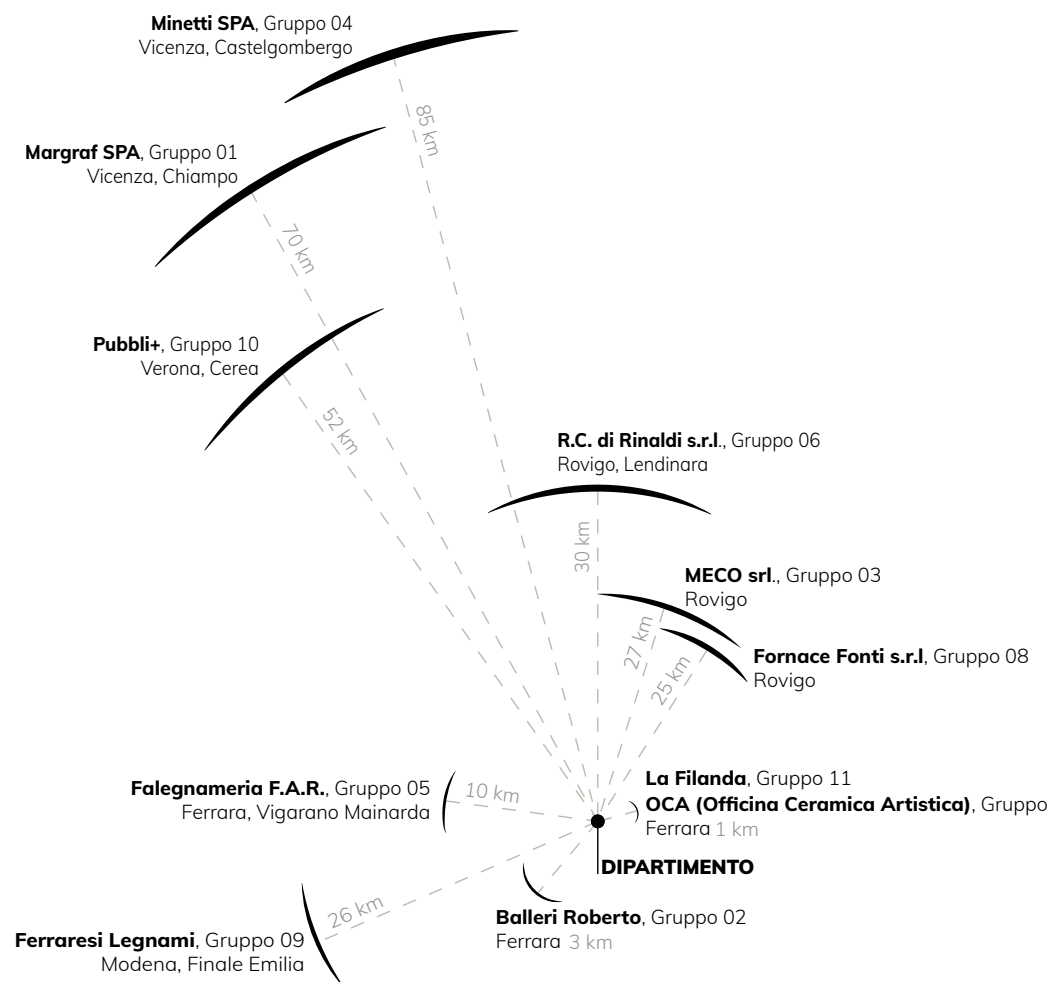 Minetti SPA, Gruppo 04
Vicenza, Castelgombergo
85 km
Margraf SPA, Gruppo 01
Vicenza, Chiampo
70 km
Pubbli+, Gruppo 10
Verona, Cerea
52 km
R.C. di Rinaldi s.r.l., Gruppo 06
Rovigo, Lendinara
30 km
MECO srl., Gruppo 03
Rovigo
27 km
Fornace Fonti s.r.l, Gruppo 08
Rovigo
25 km
La Filanda, Gruppo 11
OCA (Officina Ceramica Artistica), Gruppo
Ferrara 1 km
Falegnameria F.A.R., Gruppo 05
Ferrara, Vigarano Mainarda
10 km
DIPARTIMENTO
Balleri Roberto, Gruppo 02
Ferrara 3 km
26 km
Ferraresi Legnami, Gruppo 09
Modena, Finale Emilia